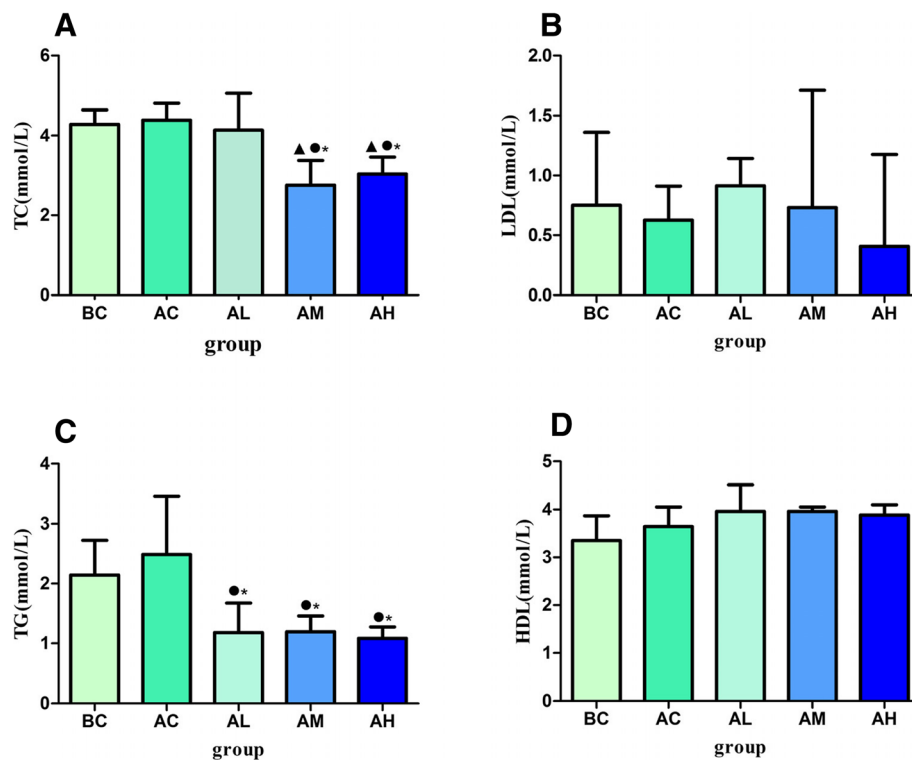 A
TC(mmol/L)
6
4
2
0
▲ ●*
▲ ●*
BC AC AL AM AH
group
B
LDL(mmol/L)
2.0
1.5
1.0
0.5
0.0
BC AC AL AM AH
group
C
TG(mmol/L)
4
3
2
1
0
●*
●*
●*
BC AC AL AM AH
group
D
HDL(mmol/L)
5
4
3
2
1
0
BC AC AL AM AH
group